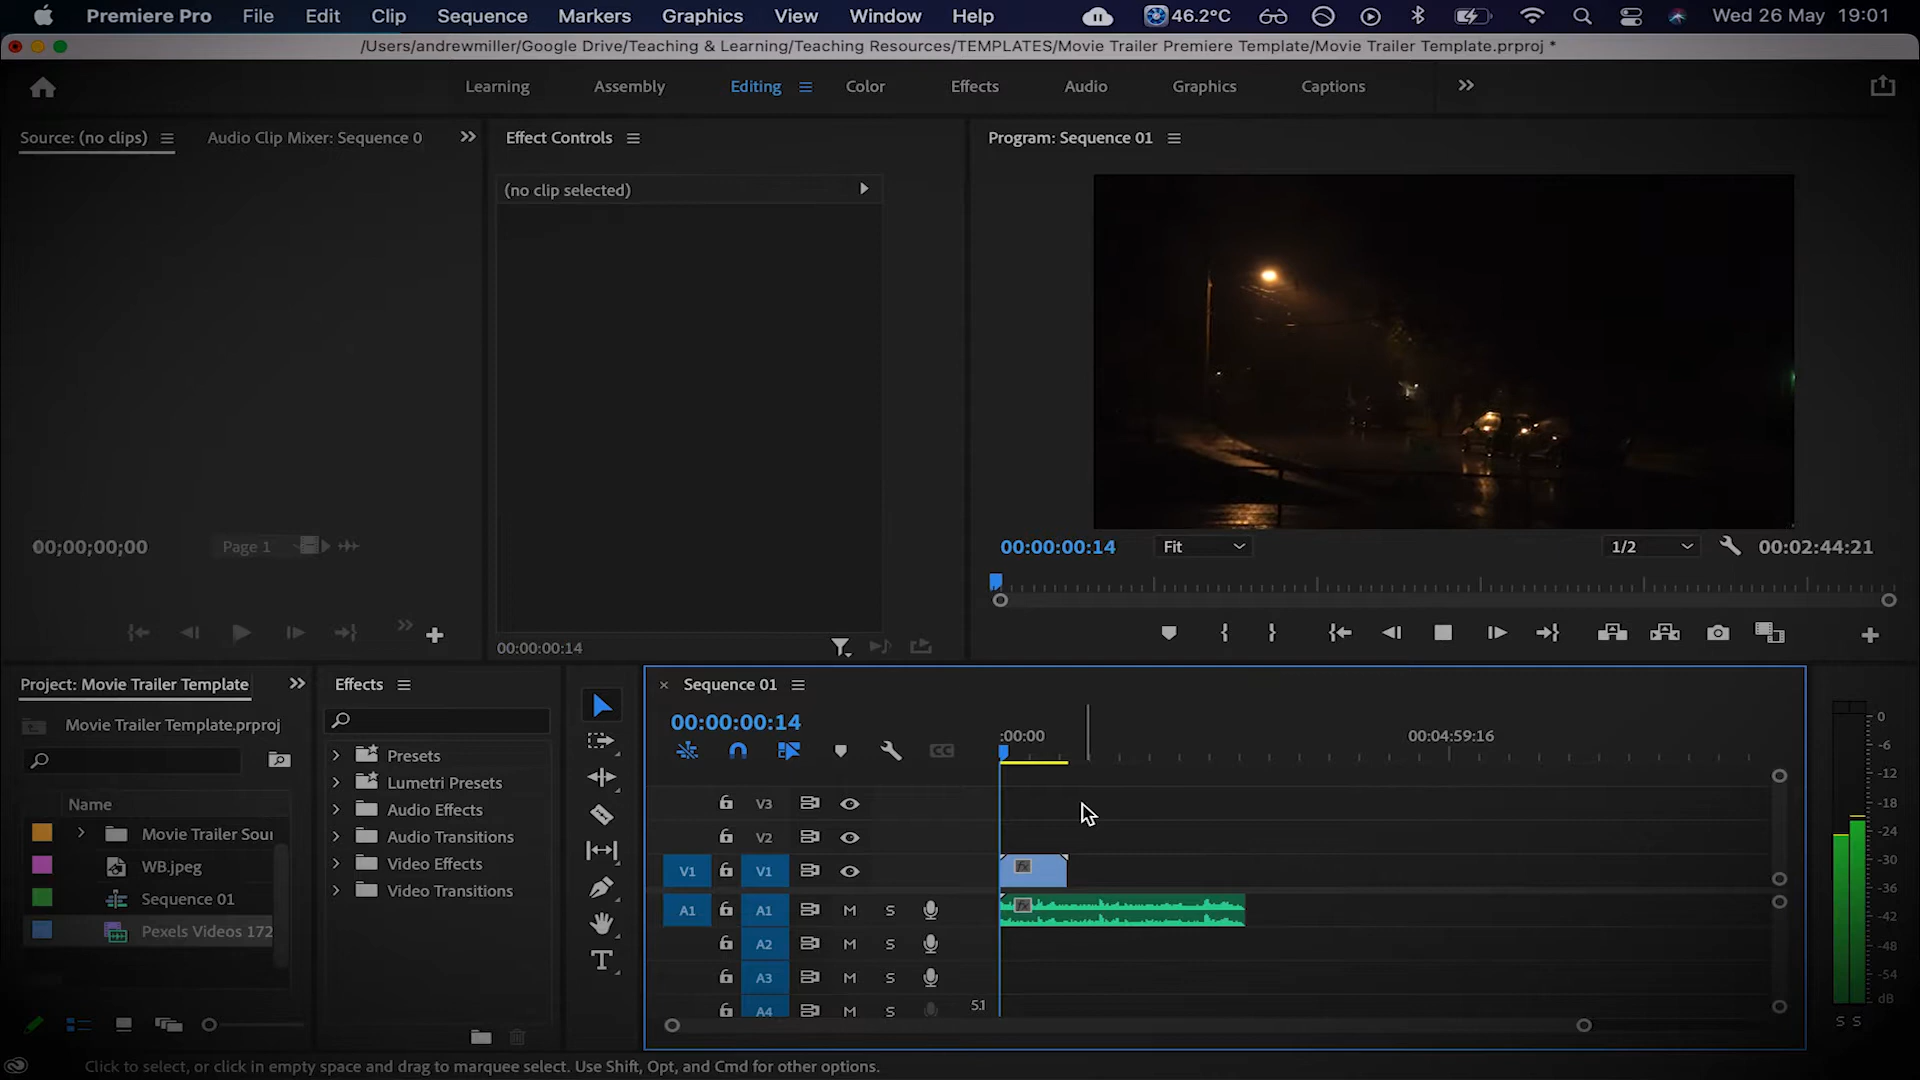 Premiere Pro File Edit Clip Sequence Markers Graphics View Window Help 46.2°C Wed 26 May 19:01
/Users/andrewmiller/Google Drive/Teaching & Learning/Teaching Resources/TEMPLATES/Movie Trailer Premiere Template/Movie Trailer Template.prproj *
Learning Assembly Editing Color Effects Audio Graphics Captions
Source: (no clips) Audio Clip Mixer: Sequence 0 Effect Controls Program: Sequence 01
(no clip selected)
00;00;00;00 Page 1 00:00:00:14 Fit 1/2 00:02:44:21
00:00:00:14
Project: Movie Trailer Template Effects Sequence 01
Movie Trailer Template.prproj 00:00:00:14 :00:00 00:04:59:16
CC
Name
Presets
Lumetri Presets
Audio Effects
Audio Transitions
Video Effects
Video Transitions
Movie Trailer Sour
WB.jpeg
Sequence 01
Pexels Videos 172
V3
V2
V1 V1 fx
A1 A1 M S fx
A2 M S
A3 M S
A4 M S 5.1
0
-6
-12
-18
-24
-30
-36
-42
-48
-54
dB
S S
Click to select, or click in empty space and drag to marquee select. Use Shift, Opt, and Cmd for other options.